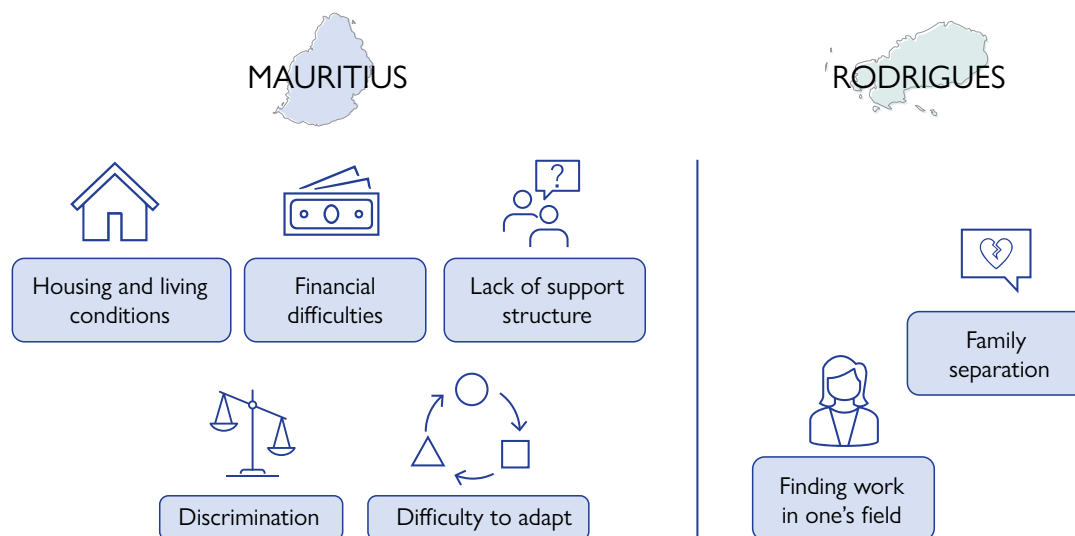 MAURITIUS
RODRIGUES
Housing and living
conditions
Financial
difficulties
Lack of support
structure
?
Discrimination
Difficulty to adapt
Family
separation
Finding work
in one’s field